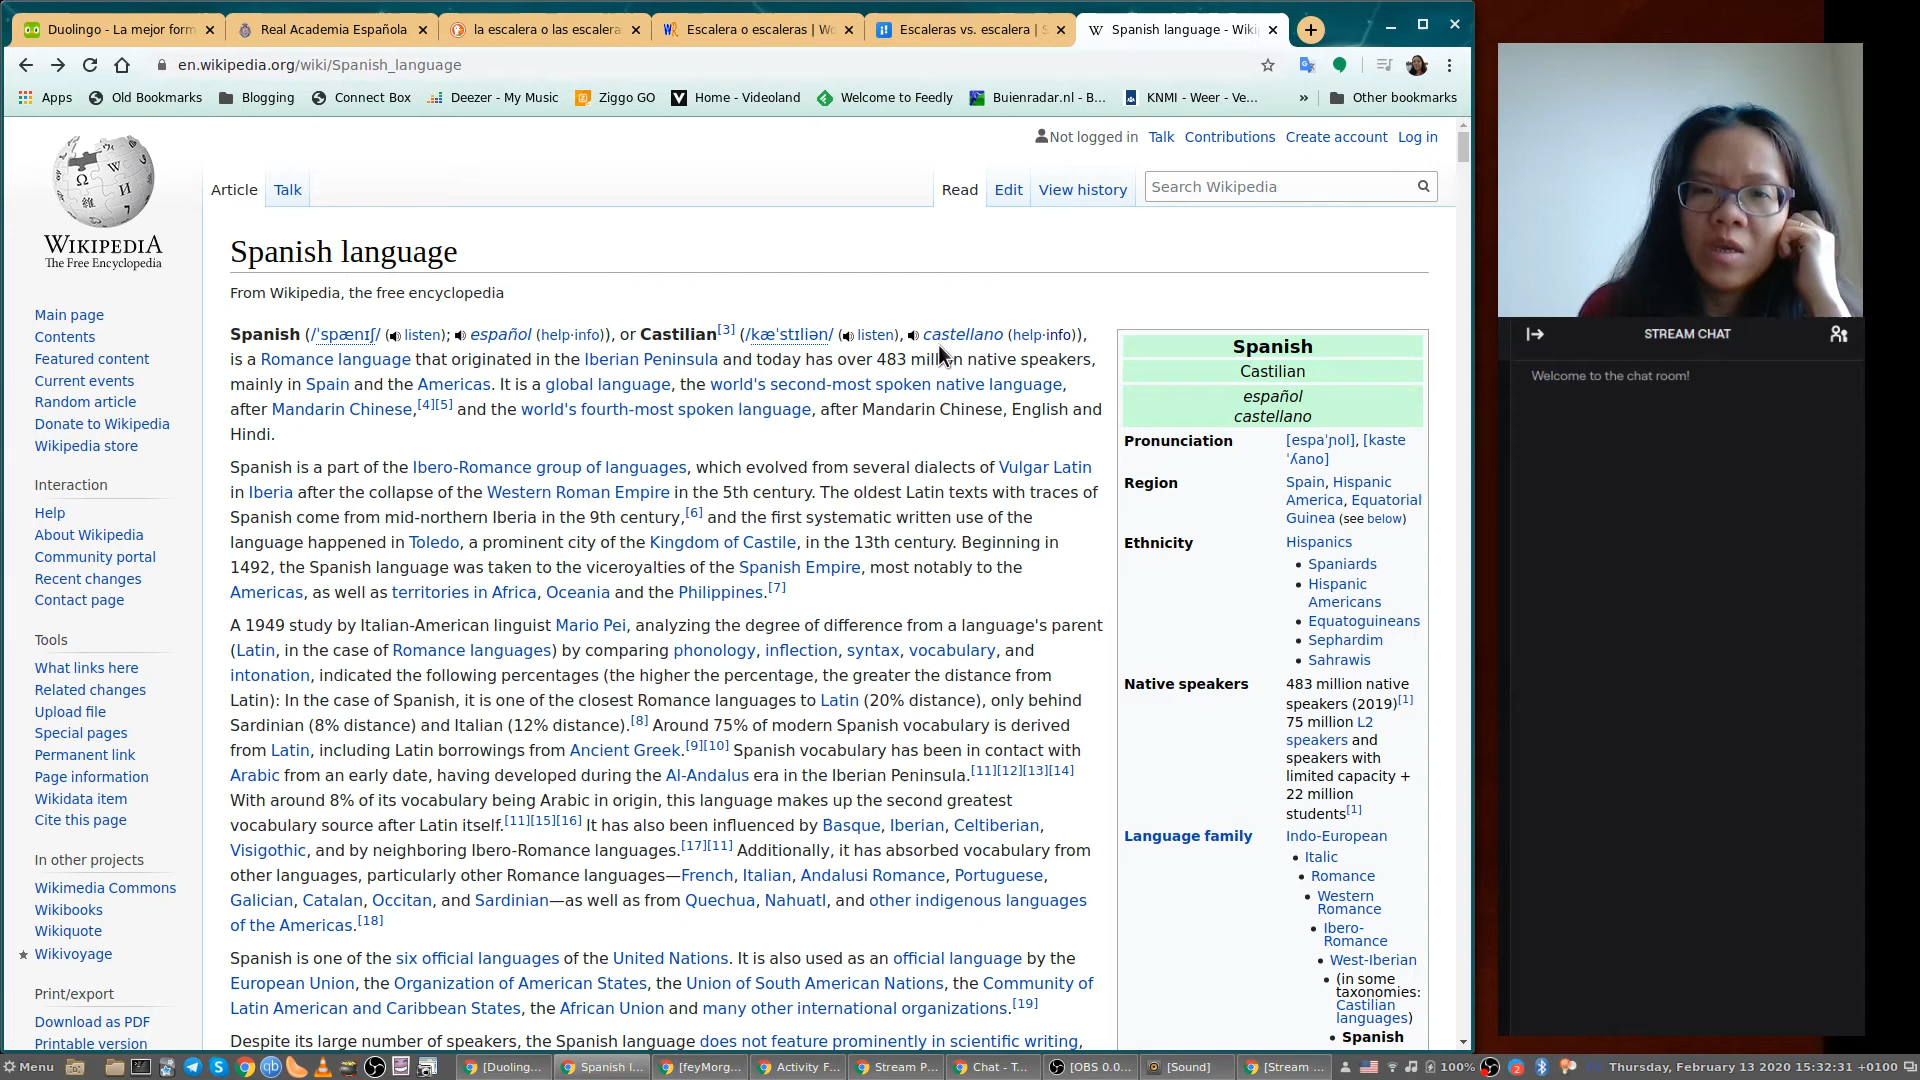 Duolingo - La mejor form
Real Academia Española
la escalera o las escalera
Escalera o escaleras | Wo
Escaleras vs. escalera | S
Spanish language - Wiki
en.wikipedia.org/wiki/Spanish_language
Apps
Old Bookmarks
Blogging
Connect Box
Deezer - My Music
Ziggo GO
Home - Videoland
Welcome to Feedly
Buienradar.nl - B...
KNMI - Weer - Ve...
»
Other bookmarks
Not logged in
Talk
Contributions
Create account
Log in
Article
Talk
Read
Edit
View history
Search Wikipedia
WIKIPEDIA
The Free Encyclopedia
Main page
Contents
Featured content
Current events
Random article
Donate to Wikipedia
Wikipedia store
Interaction
Help
About Wikipedia
Community portal
Recent changes
Contact page
Tools
What links here
Related changes
Upload file
Special pages
Permanent link
Page information
Wikidata item
Cite this page
In other projects
Wikimedia Commons
Wikibooks
Wikiquote
Wikivoyage
Print/export
Download as PDF
Printable version
Spanish language
From Wikipedia, the free encyclopedia
Spanish (/ˈspænɪʃ/ (listen); español (help·info)), or Castilian[3] (/kæˈstɪliən/ (listen), castellano (help·info)),
is a Romance language that originated in the Iberian Peninsula and today has over 483 million native speakers,
mainly in Spain and the Americas. It is a global language, the world's second-most spoken native language,
after Mandarin Chinese,[4][5] and the world's fourth-most spoken language, after Mandarin Chinese, English and
Hindi.
Spanish is a part of the Ibero-Romance group of languages, which evolved from several dialects of Vulgar Latin
in Iberia after the collapse of the Western Roman Empire in the 5th century. The oldest Latin texts with traces of
Spanish come from mid-northern Iberia in the 9th century,[6] and the first systematic written use of the
language happened in Toledo, a prominent city of the Kingdom of Castile, in the 13th century. Beginning in
1492, the Spanish language was taken to the viceroyalties of the Spanish Empire, most notably to the
Americas, as well as territories in Africa, Oceania and the Philippines.[7]
A 1949 study by Italian-American linguist Mario Pei, analyzing the degree of difference from a language's parent
(Latin, in the case of Romance languages) by comparing phonology, inflection, syntax, vocabulary, and
intonation, indicated the following percentages (the higher the percentage, the greater the distance from
Latin): In the case of Spanish, it is one of the closest Romance languages to Latin (20% distance), only behind
Sardinian (8% distance) and Italian (12% distance).[8] Around 75% of modern Spanish vocabulary is derived
from Latin, including Latin borrowings from Ancient Greek.[9][10] Spanish vocabulary has been in contact with
Arabic from an early date, having developed during the Al-Andalus era in the Iberian Peninsula.[11][12][13][14]
With around 8% of its vocabulary being Arabic in origin, this language makes up the second greatest
vocabulary source after Latin itself.[11][15][16] It has also been influenced by Basque, Iberian, Celtiberian,
Visigothic, and by neighboring Ibero-Romance languages.[17][11] Additionally, it has absorbed vocabulary from
other languages, particularly other Romance languages—French, Italian, Andalusi Romance, Portuguese,
Galician, Catalan, Occitan, and Sardinian—as well as from Quechua, Nahuatl, and other indigenous languages
of the Americas.[18]
Spanish is one of the six official languages of the United Nations. It is also used as an official language by the
European Union, the Organization of American States, the Union of South American Nations, the Community of
Latin American and Caribbean States, the African Union and many other international organizations.[19]
Despite its large number of speakers, the Spanish language does not feature prominently in scientific writing,
Spanish
Castilian
español
castellano
Pronunciation
[espaˈɲol], [kaste
ˈʎano]
Region
Spain, Hispanic
America, Equatorial
Guinea (see below)
Ethnicity
Hispanics
Spaniards
Hispanic
Americans
Equatoguineans
Sephardim
Sahrawis
Native speakers
483 million native
speakers (2019)[1]
75 million L2
speakers and
speakers with
limited capacity +
22 million
students[1]
Language family
Indo-European
Italic
Romance
Western
Romance
Ibero-
Romance
West-Iberian
(in some
taxonomies:
Castilian
languages)
Spanish
STREAM CHAT
Welcome to the chat room!
Menu
[Duoling...
Spanish l...
[feyMorg...
Activity F...
Stream P...
Chat - T...
[OBS 0.0...
[Sound]
[Stream ...
100%
2
Thursday, February 13 2020 15:32:31 +0100